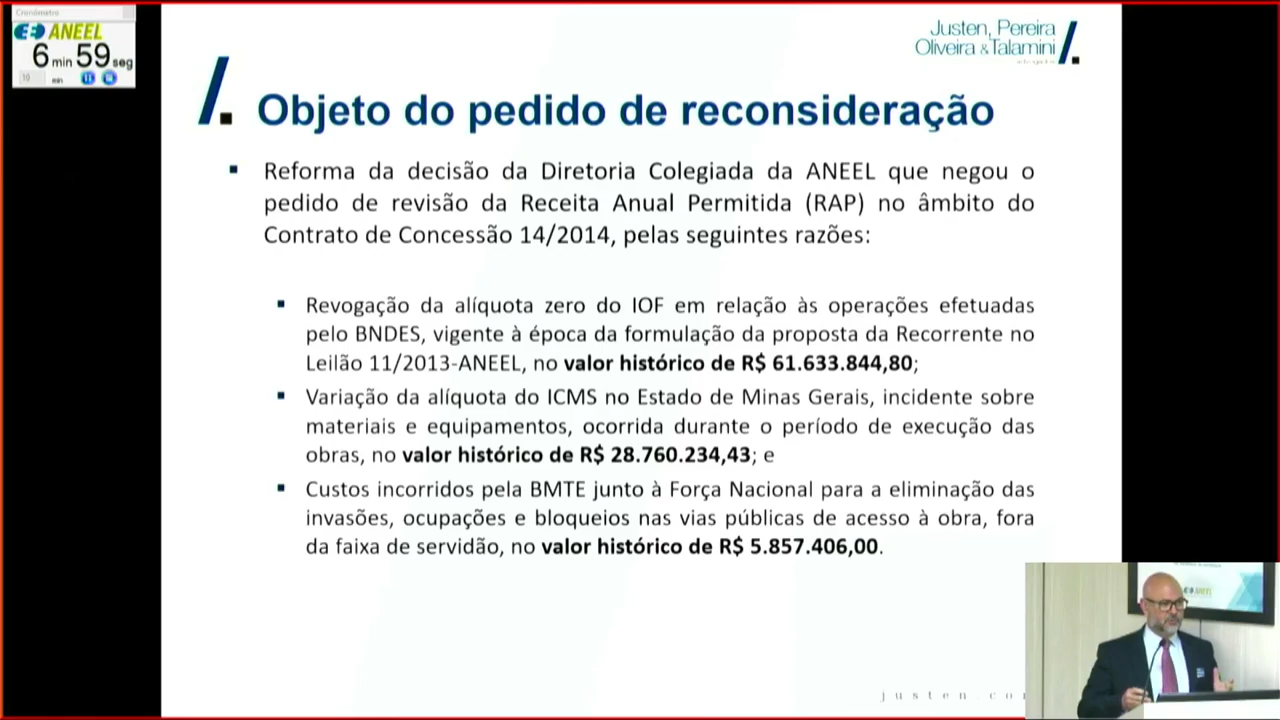 Cronômetro
ANEEL
6 min 59 seg
10 min
Justen, Pereira
Oliveira & Talamini
Objeto do pedido de reconsideração
Reforma da decisão da Diretoria Colegiada da ANEEL que negou o
pedido de revisão da Receita Anual Permitida (RAP) no âmbito do
Contrato de Concessão 14/2014, pelas seguintes razões:
Revogação da alíquota zero do IOF em relação às operações efetuadas
pelo BNDES, vigente à época da formulação da proposta da Recorrente no
Leilão 11/2013-ANEEL, no valor histórico de R$ 61.633.844,80;
Variação da alíquota do ICMS no Estado de Minas Gerais, incidente sobre
materiais e equipamentos, ocorrida durante o período de execução das
obras, no valor histórico de R$ 28.760.234,43; e
Custos incorridos pela BMTE junto à Força Nacional para a eliminação das
invasões, ocupações e bloqueios nas vias públicas de acesso à obra, fora
da faixa de servidão, no valor histórico de R$ 5.857.406,00.
ANEEL
justen co